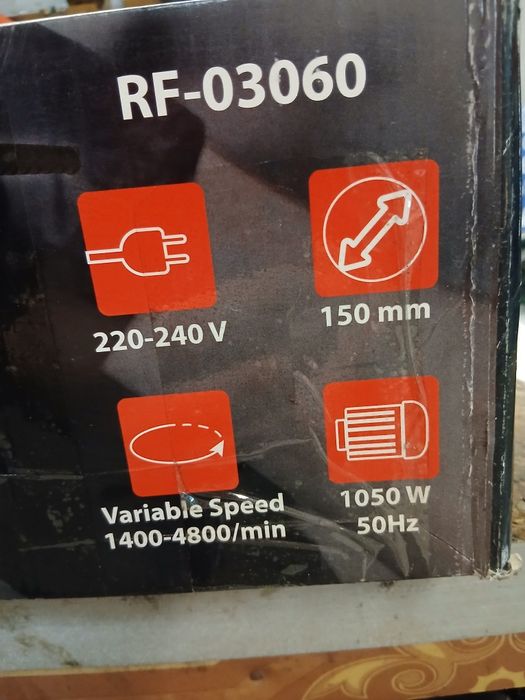 RF-03060
220-240 V
150 mm
Variable Speed
1400-4800/min
1050 W
50Hz